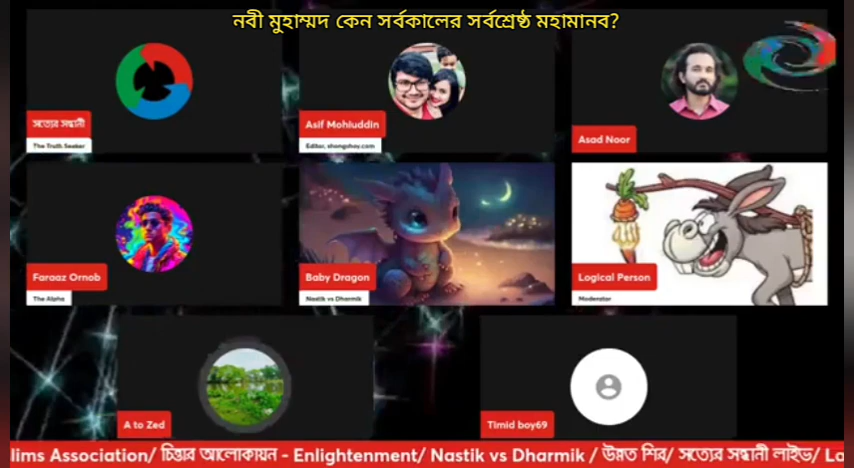 নবী মুহাম্মদ কেন সর্বকালের সর্বশ্রেষ্ঠ মহামানব?
সত্যের সন্ধানী
The Truth Seeker
Asif Mohiuddin
Editor, shongshoy.com
Asad Noor
Faraaz Ornob
The Alpha
Baby Dragon
Nastik vs Dharmik
Logical Person
Moderator
A to Zed
Timid boy69
lims Association/ চিন্তার আলোকায়ন - Enlightenment/ Nastik vs Dharmik / উন্নত শির/ সত্যের সন্ধানী লাইভ/ La